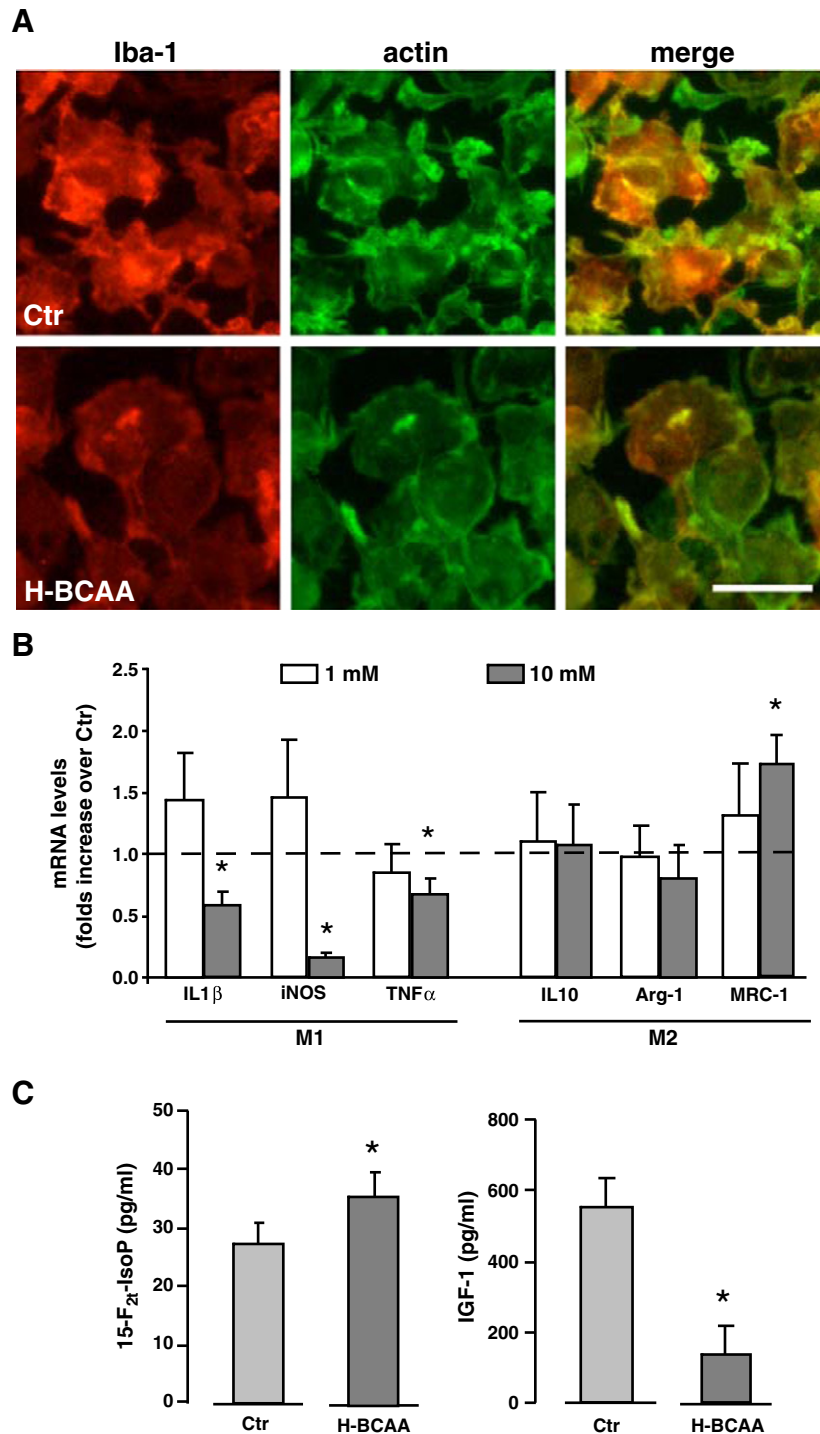 A
Iba-1 actin merge
Ctr
H-BCAA
B
mRNA levels
(folds increase over Ctr)
2.5
2.0
1.5
1.0
0.5
0.0
1 mM 10 mM
*
*
*
*
IL1β iNOS TNFα IL10 Arg-1 MRC-1
M1 M2
C
15-F2t-IsoP (pg/ml)
50
40
30
20
10
0
*
Ctr H-BCAA
IGF-1 (pg/ml)
800
600
400
200
0
*
Ctr H-BCAA